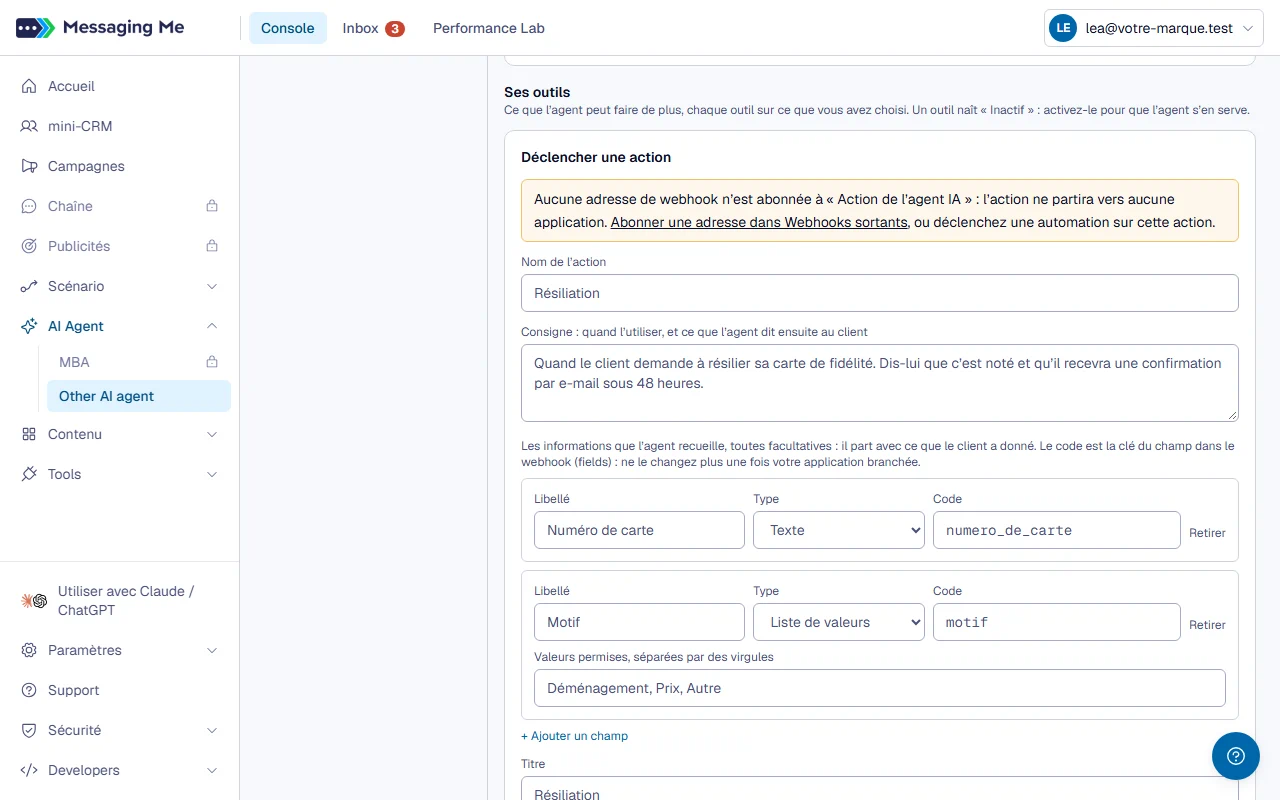 Messaging Me
Console
Inbox 3
Performance Lab
LE
lea@votre-marque.test
Accueil
mini-CRM
Campagnes
Chaîne
Publicités
Scénario
AI Agent
MBA
Other AI agent
Contenu
Tools
Utiliser avec Claude /
ChatGPT
Paramètres
Support
Sécurité
Developers
Ses outils
Ce que l'agent peut faire de plus, chaque outil sur ce que vous avez choisi. Un outil naît « Inactif » : activez-le pour que l'agent s'en serve.
Déclencher une action
Aucune adresse de webhook n'est abonnée à « Action de l'agent IA » : l'action ne partira vers aucune
application. Abonner une adresse dans Webhooks sortants, ou déclenchez une automation sur cette action.
Nom de l'action
Résiliation
Consigne : quand l'utiliser, et ce que l'agent dit ensuite au client
Quand le client demande à résilier sa carte de fidélité. Dis-lui que c'est noté et qu'il recevra une confirmation
par e-mail sous 48 heures.
Les informations que l'agent recueille, toutes facultatives : il part avec ce que le client a donné. Le code est la clé du champ dans le
webhook (fields) : ne le changez plus une fois votre application branchée.
Libellé Type Code
Numéro de carte Texte numero_de_carte Retirer
Libellé Type Code
Motif Liste de valeurs motif Retirer
Valeurs permises, séparées par des virgules
Déménagement, Prix, Autre
+ Ajouter un champ
Titre
Résiliation